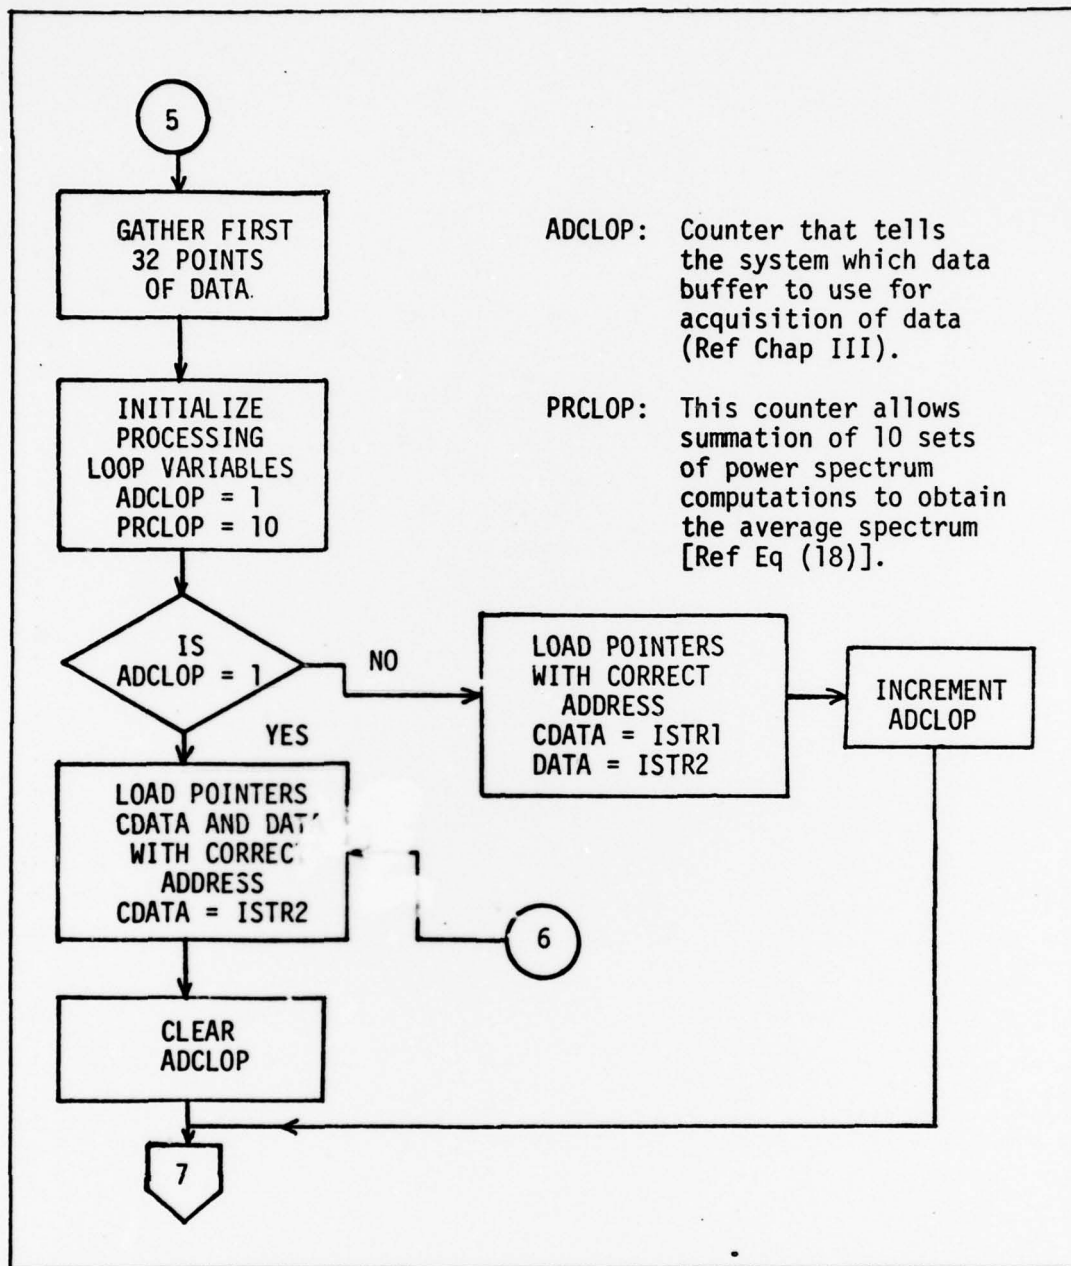 5
GATHER FIRST
32 POINTS
OF DATA.
ADCLOP: Counter that tells
the system which data
buffer to use for
acquisition of data
(Ref Chap III).
INITIALIZE
PROCESSING
LOOP VARIABLES
ADCLOP = 1
PRCLOP = 10
PRCLOP: This counter allows
summation of 10 sets
of power spectrum
computations to obtain
the average spectrum
[Ref Eq (18)].
IS
ADCLOP = 1
NO
LOAD POINTERS
WITH CORRECT
ADDRESS
CDATA = ISTR1
DATA = ISTR2
INCREMENT
ADCLOP
YES
LOAD POINTERS
CDATA AND DAT
WITH CORREC
ADDRESS
CDATA = ISTR2
6
CLEAR
ADCLOP
7